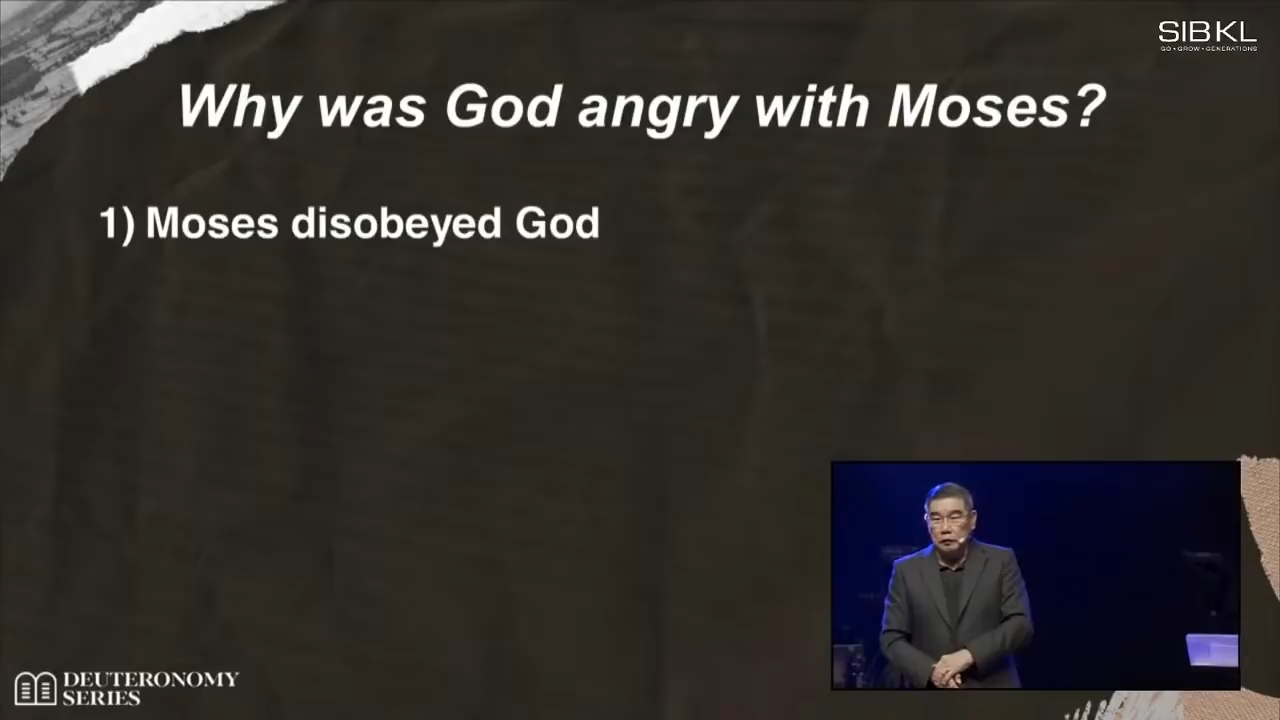 SIBKL
GO • GROW • GENERATIONS
Why was God angry with Moses?
1) Moses disobeyed God
DEUTERONOMY
SERIES